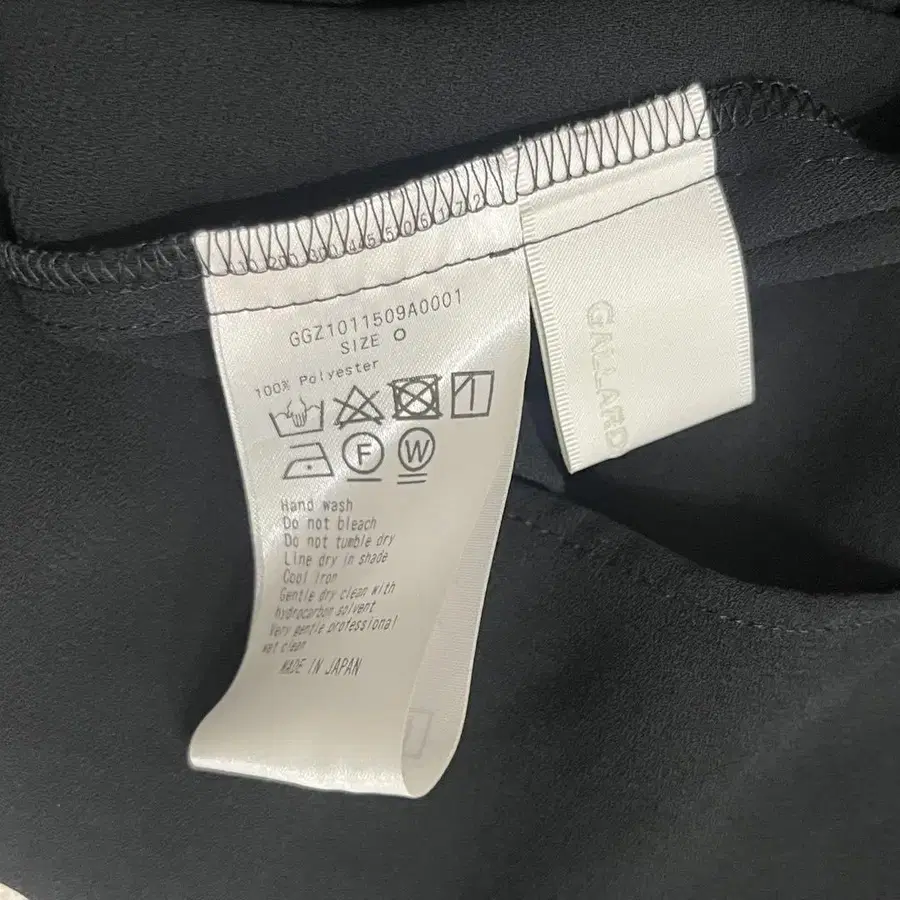 GGZ1011509A0001
SIZE O
100% Polyester
F
W
Hand wash
Do not bleach
Do not tumble dry
Line dry in shade
Cool iron
Gentle dry clean with
hydrocarbon solvent
Very gentle professional
wet clean
MADE IN JAPAN
GALLARD